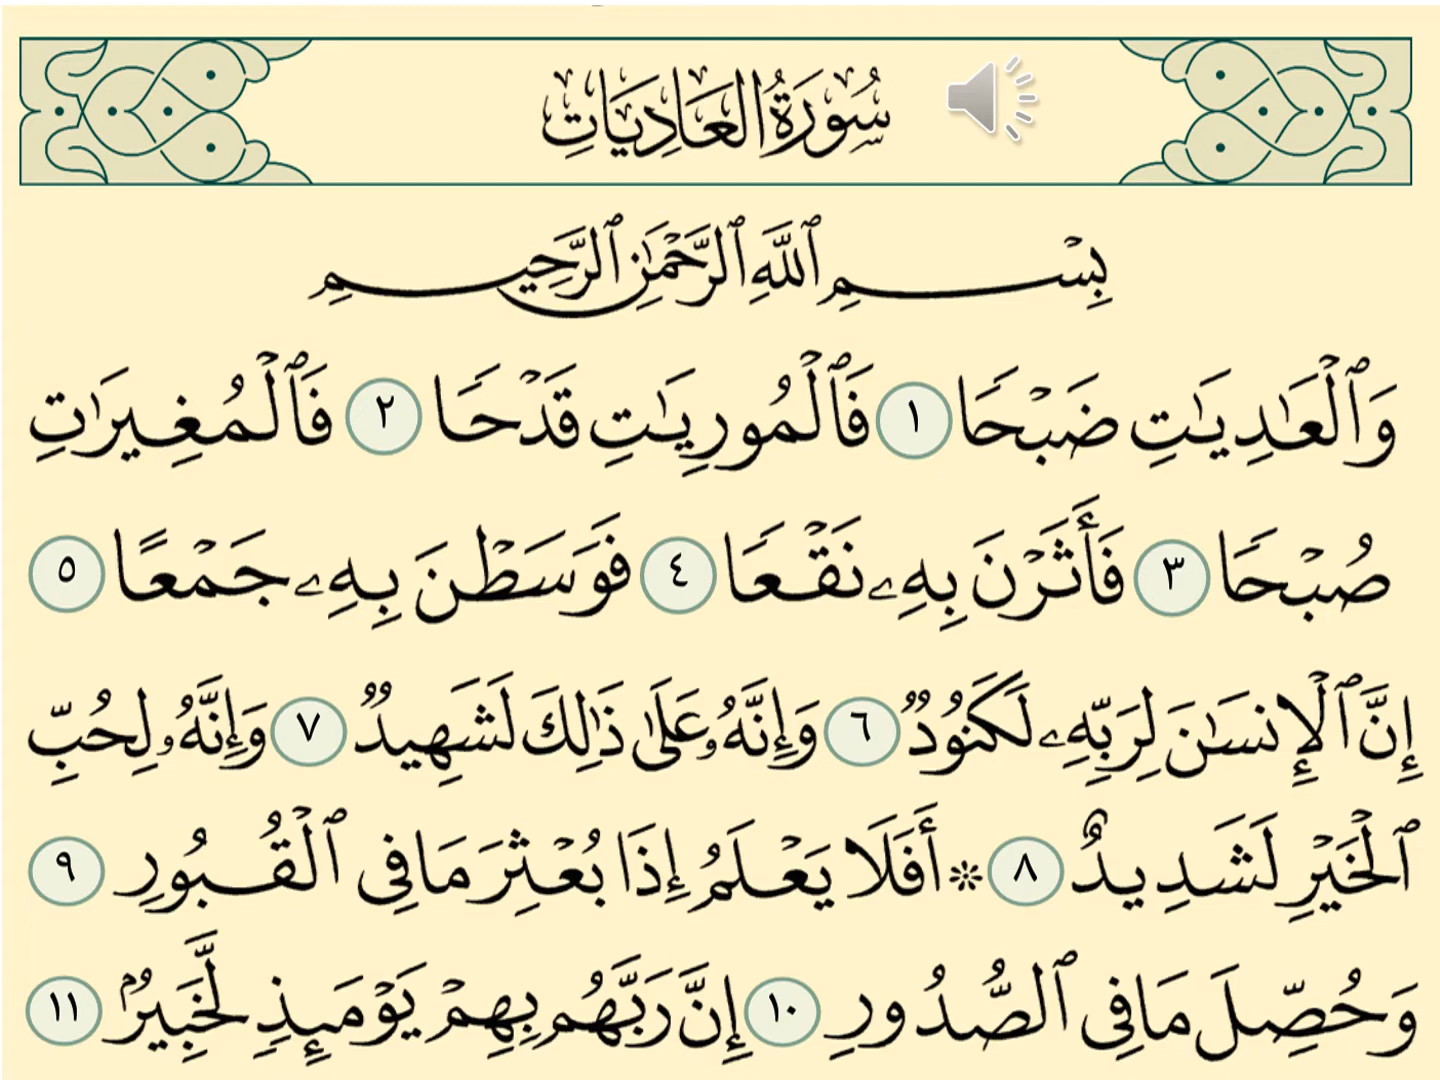 سُورَةُ العَادِيَاتِ
بِسْمِ ٱللَّهِ ٱلرَّحْمَٰنِ ٱلرَّحِيمِ
وَٱلْعَٰدِيَٰتِ ضَبْحًا ١ فَٱلْمُورِيَٰتِ قَدْحًا ٢ فَٱلْمُغِيرَٰتِ
صُبْحًا ٣ فَأَثَرْنَ بِهِۦ نَقْعًا ٤ فَوَسَطْنَ بِهِۦ جَمْعًا ٥
إِنَّ ٱلْإِنسَٰنَ لِرَبِّهِۦ لَكَنُودٌ ٦ وَإِنَّهُۥ عَلَىٰ ذَٰلِكَ لَشَهِيدٌ ٧ وَإِنَّهُۥ لِحُبِّ
ٱلْخَيْرِ لَشَدِيدٌ ٨ ۞ أَفَلَا يَعْلَمُ إِذَا بُعْثِرَ مَا فِي ٱلْقُبُورِ ٩
وَحُصِّلَ مَا فِي ٱلصُّدُورِ ١٠ إِنَّ رَبَّهُم بِهِمْ يَوْمَئِذٍ لَّخَبِيرٌۢ ١١